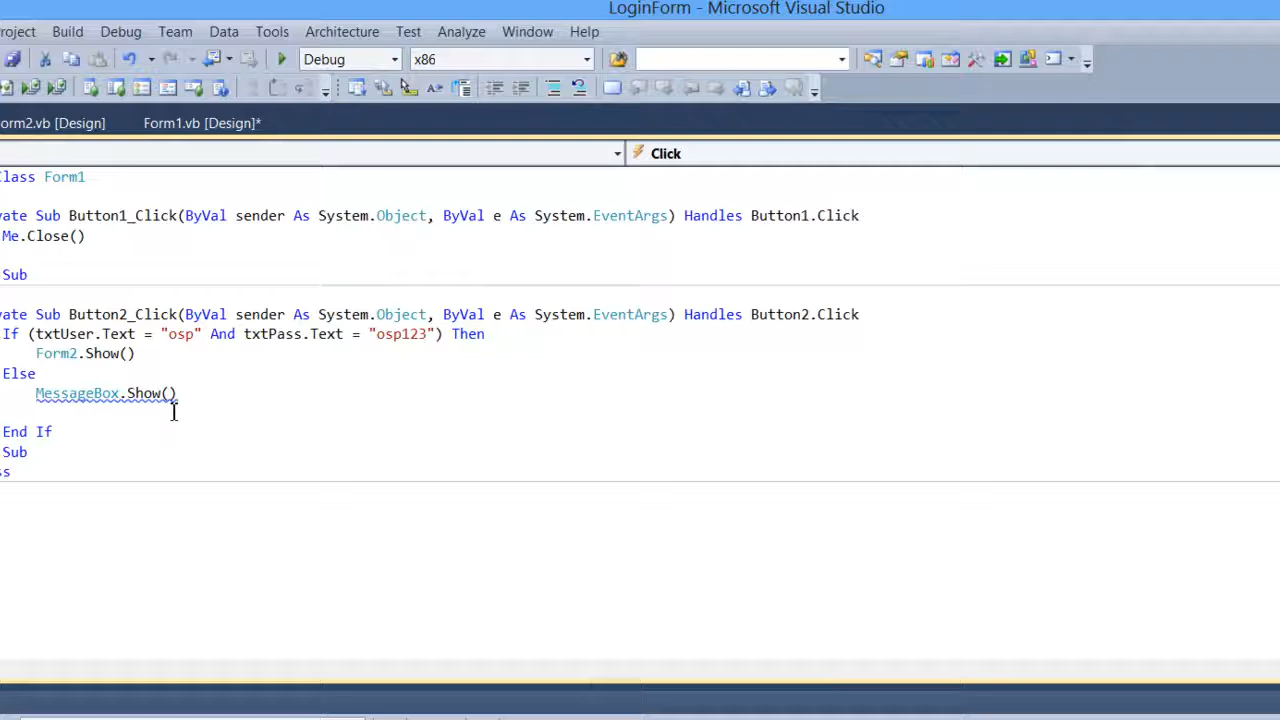 LoginForm - Microsoft Visual Studio
roject Build Debug Team Data Tools Architecture Test Analyze Window Help
Debug x86
orm2.vb [Design] Form1.vb [Design]*
Click
Class Form1
vate Sub Button1_Click(ByVal sender As System.Object, ByVal e As System.EventArgs) Handles Button1.Click
Me.Close()
Sub
vate Sub Button2_Click(ByVal sender As System.Object, ByVal e As System.EventArgs) Handles Button2.Click
If (txtUser.Text = "osp" And txtPass.Text = "osp123") Then
Form2.Show()
Else
MessageBox.Show()
End If
Sub
ss